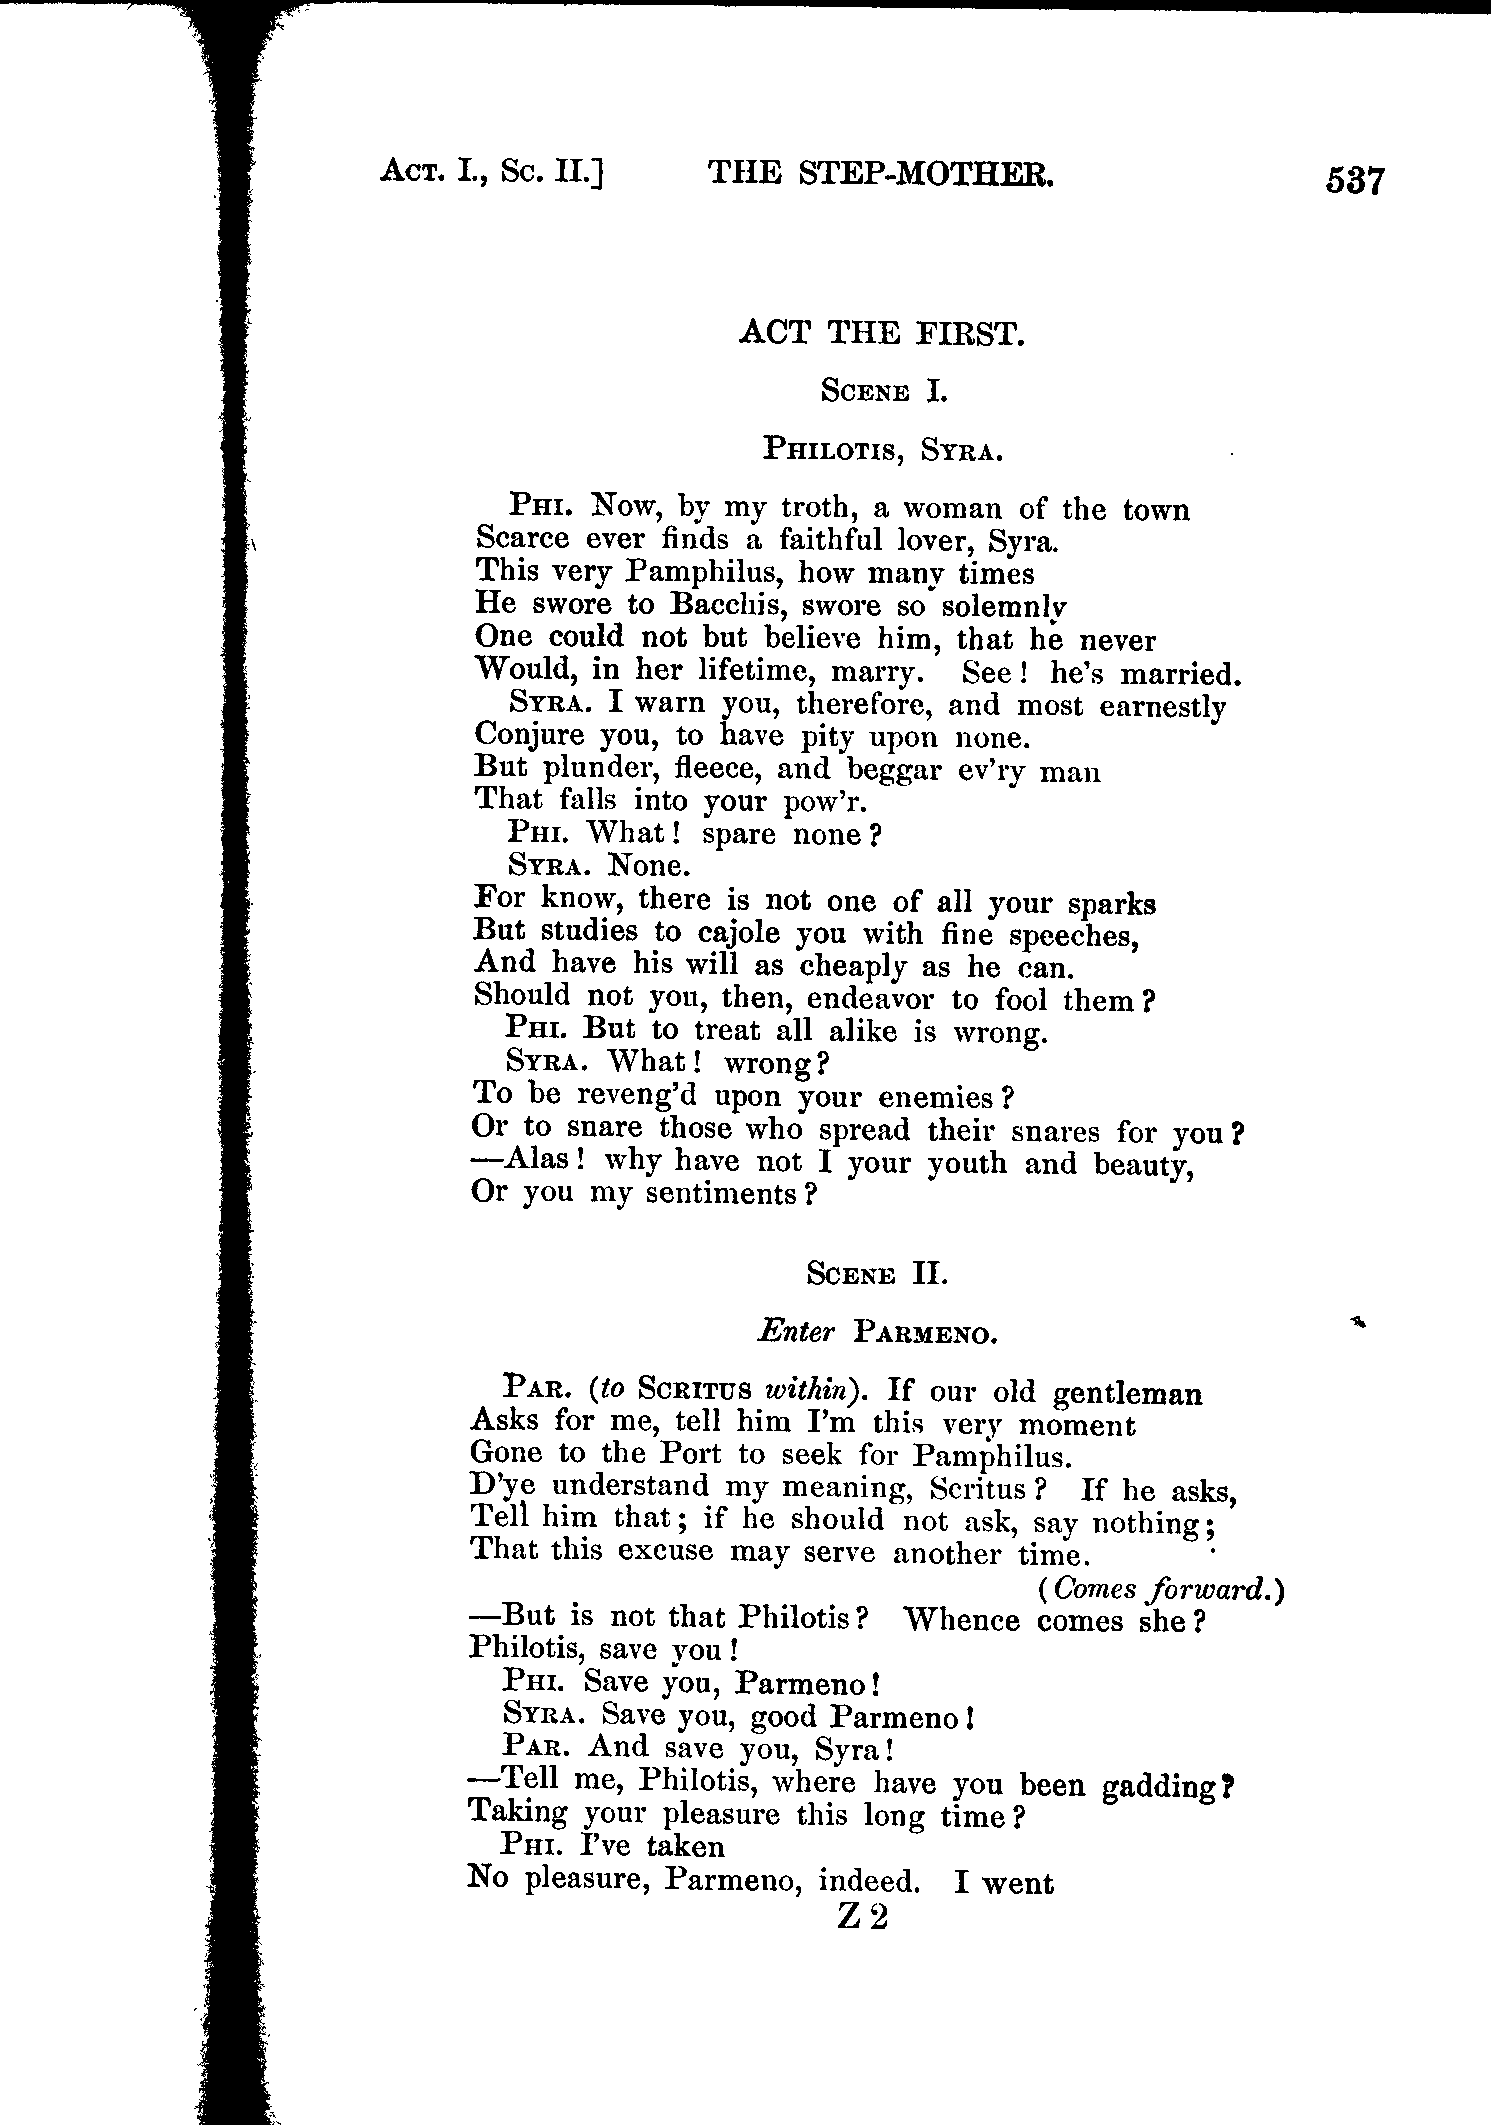 ACT. I., SC. II.] THE STEP-MOTHER. 537
ACT THE FIRST.
SCENE I.
PHILOTIS, SYRA.
PHI. Now, by my troth, a woman of the town
Scarce ever finds a faithful lover, Syra.
This very Pamphilus, how many times
He swore to Bacchis, swore so solemnly
One could not but believe him, that he never
Would, in her lifetime, marry. See! he's married.
SYRA. I warn you, therefore, and most earnestly
Conjure you, to have pity upon none.
But plunder, fleece, and beggar ev'ry man
That falls into your pow'r.
PHI. What! spare none?
SYRA. None.
For know, there is not one of all your sparks
But studies to cajole you with fine speeches,
And have his will as cheaply as he can.
Should not you, then, endeavor to fool them?
PHI. But to treat all alike is wrong.
SYRA. What! wrong?
To be reveng'd upon your enemies?
Or to snare those who spread their snares for you?
—Alas! why have not I your youth and beauty,
Or you my sentiments?
SCENE II.
Enter PARMENO.
PAR. (to SCRITUS within). If our old gentleman
Asks for me, tell him I'm this very moment
Gone to the Port to seek for Pamphilus.
D'ye understand my meaning, Scritus? If he asks,
Tell him that; if he should not ask, say nothing;
That this excuse may serve another time.
(Comes forward.)
—But is not that Philotis? Whence comes she?
Philotis, save you!
PHI. Save you, Parmeno!
SYRA. Save you, good Parmeno!
PAR. And save you, Syra!
—Tell me, Philotis, where have you been gadding?
Taking your pleasure this long time?
PHI. I've taken
No pleasure, Parmeno, indeed. I went
Z 2